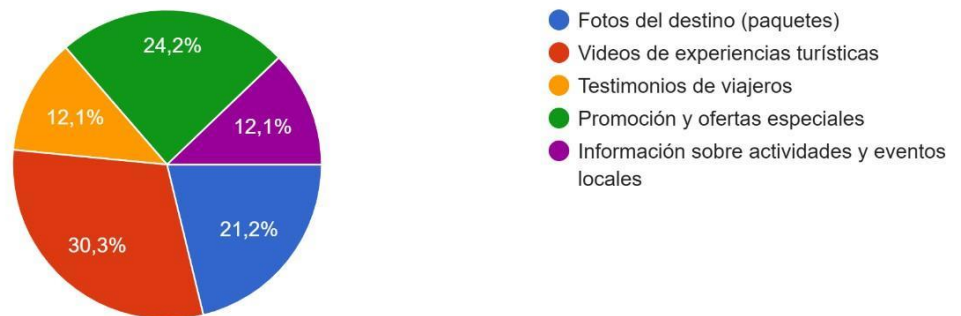 24,2%
12,1%
12,1%
30,3%
21,2%
Fotos del destino (paquetes)
Videos de experiencias turísticas
Testimonios de viajeros
Promoción y ofertas especiales
Información sobre actividades y eventos
locales